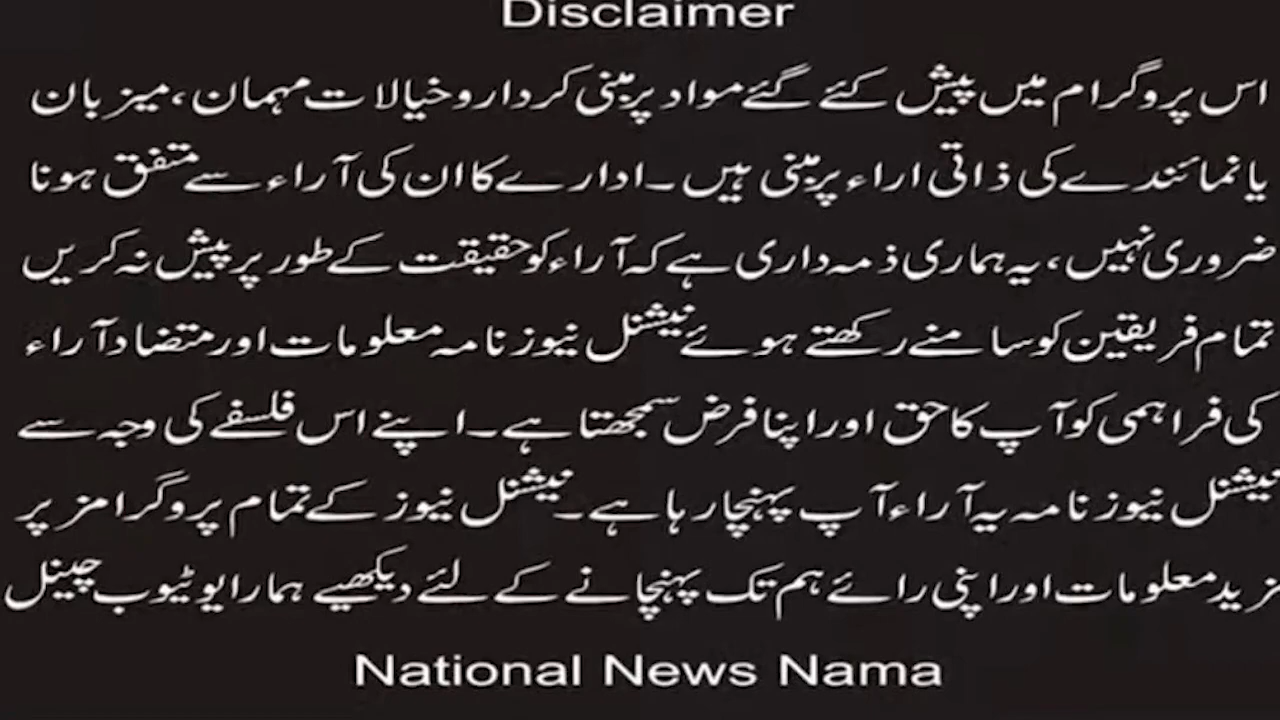 Disclaimer
اس پروگرام میں پیش کئے گئے مواد پر مبنی کردار و خیالات مہمان، میزبان
یا نمائندے کی ذاتی اراء پر مبنی ہیں۔ ادارے کا ان کی آراء سے متفق ہونا
ضروری نہیں، یہ ہماری ذمہ داری ہے کہ آراء کو حقیقت کے طور پر پیش نہ کریں
تمام فریقین کو سامنے رکھتے ہوئے نیشنل نیوز نامہ معلومات اور متضاد آراء
کی فراہمی کو آپ کا حق اور اپنا فرض سمجھتا ہے۔ اپنے اس فلسفے کی وجہ سے
نیشنل نیوز نامہ یہ آراء آپ پہنچا رہا ہے۔ نیشنل نیوز کے تمام پروگرامز پر
مزید معلومات اور اپنی رائے ہم تک پہنچانے کے لئے دیکھیے ہمارا یوٹیوب چینل
National News Nama